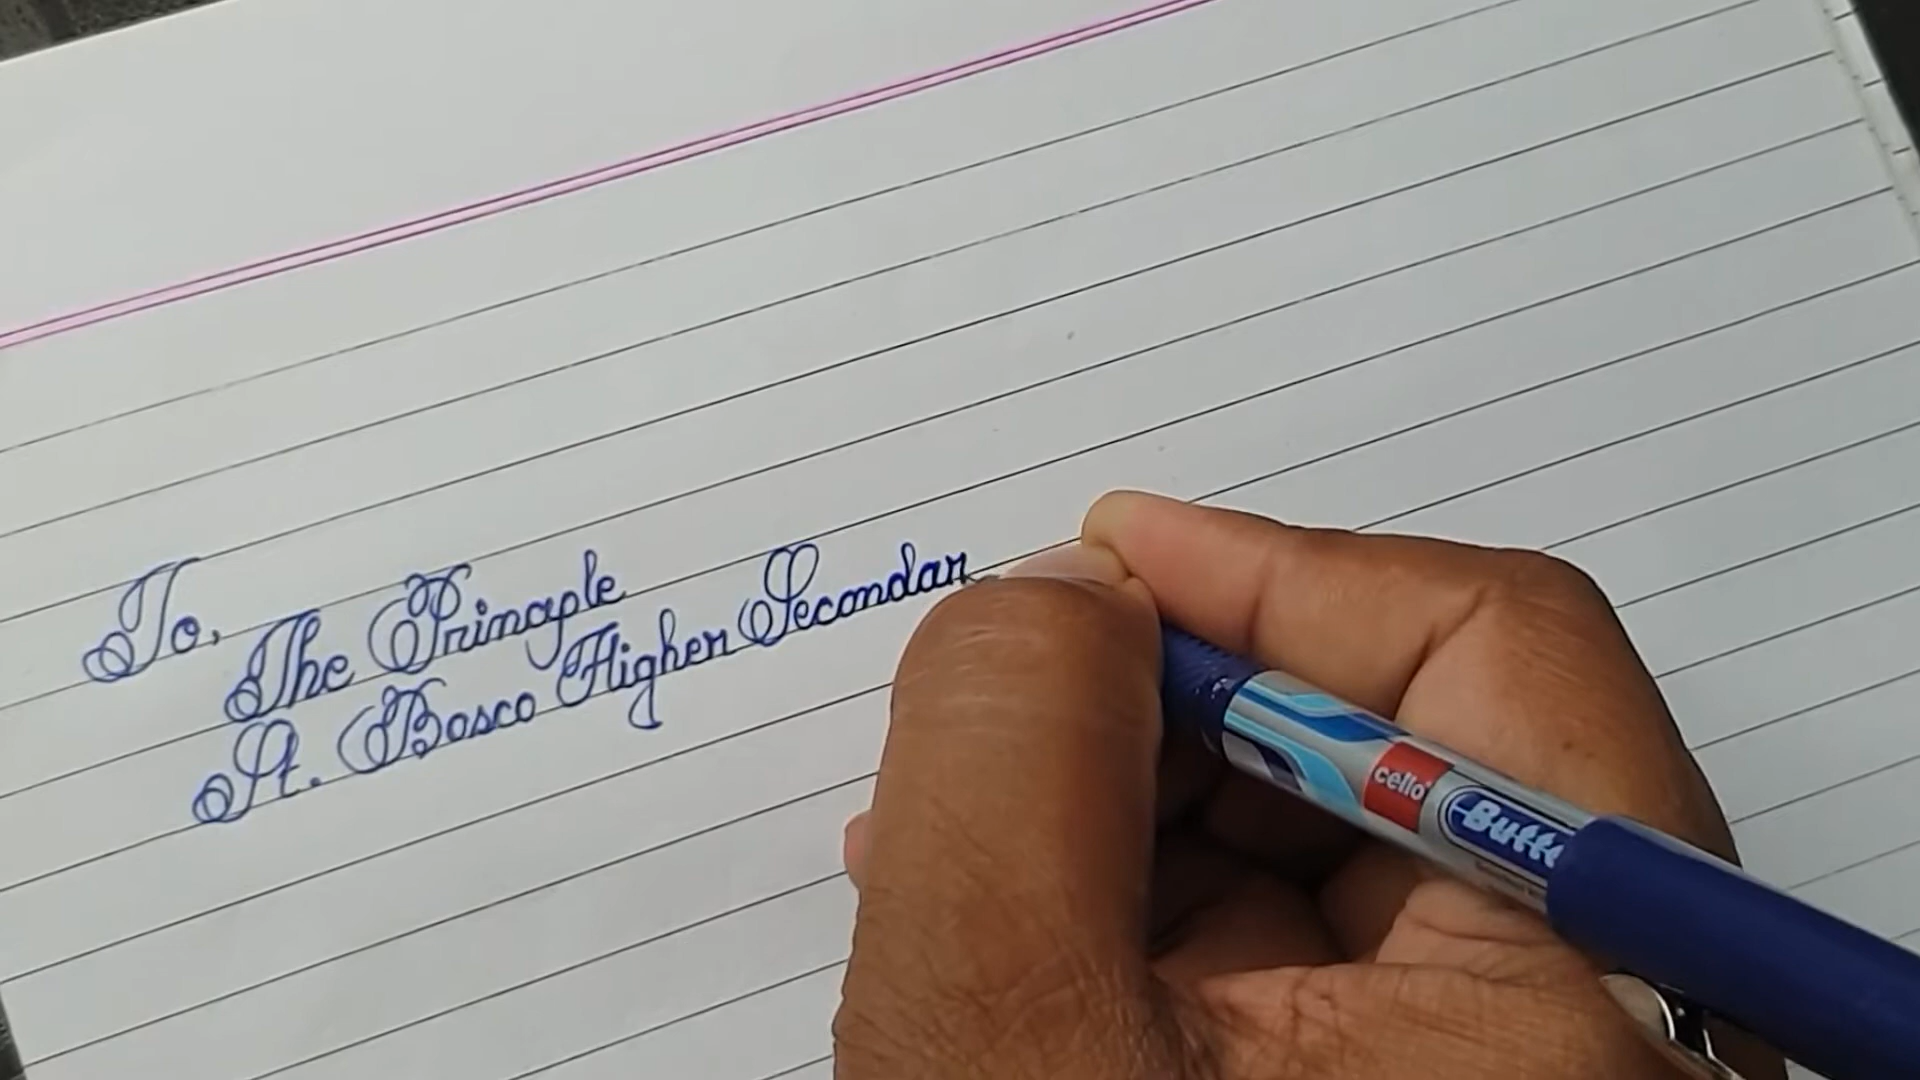 To,
The Principle
St. Bosco Higher Secondar
cello
Butte